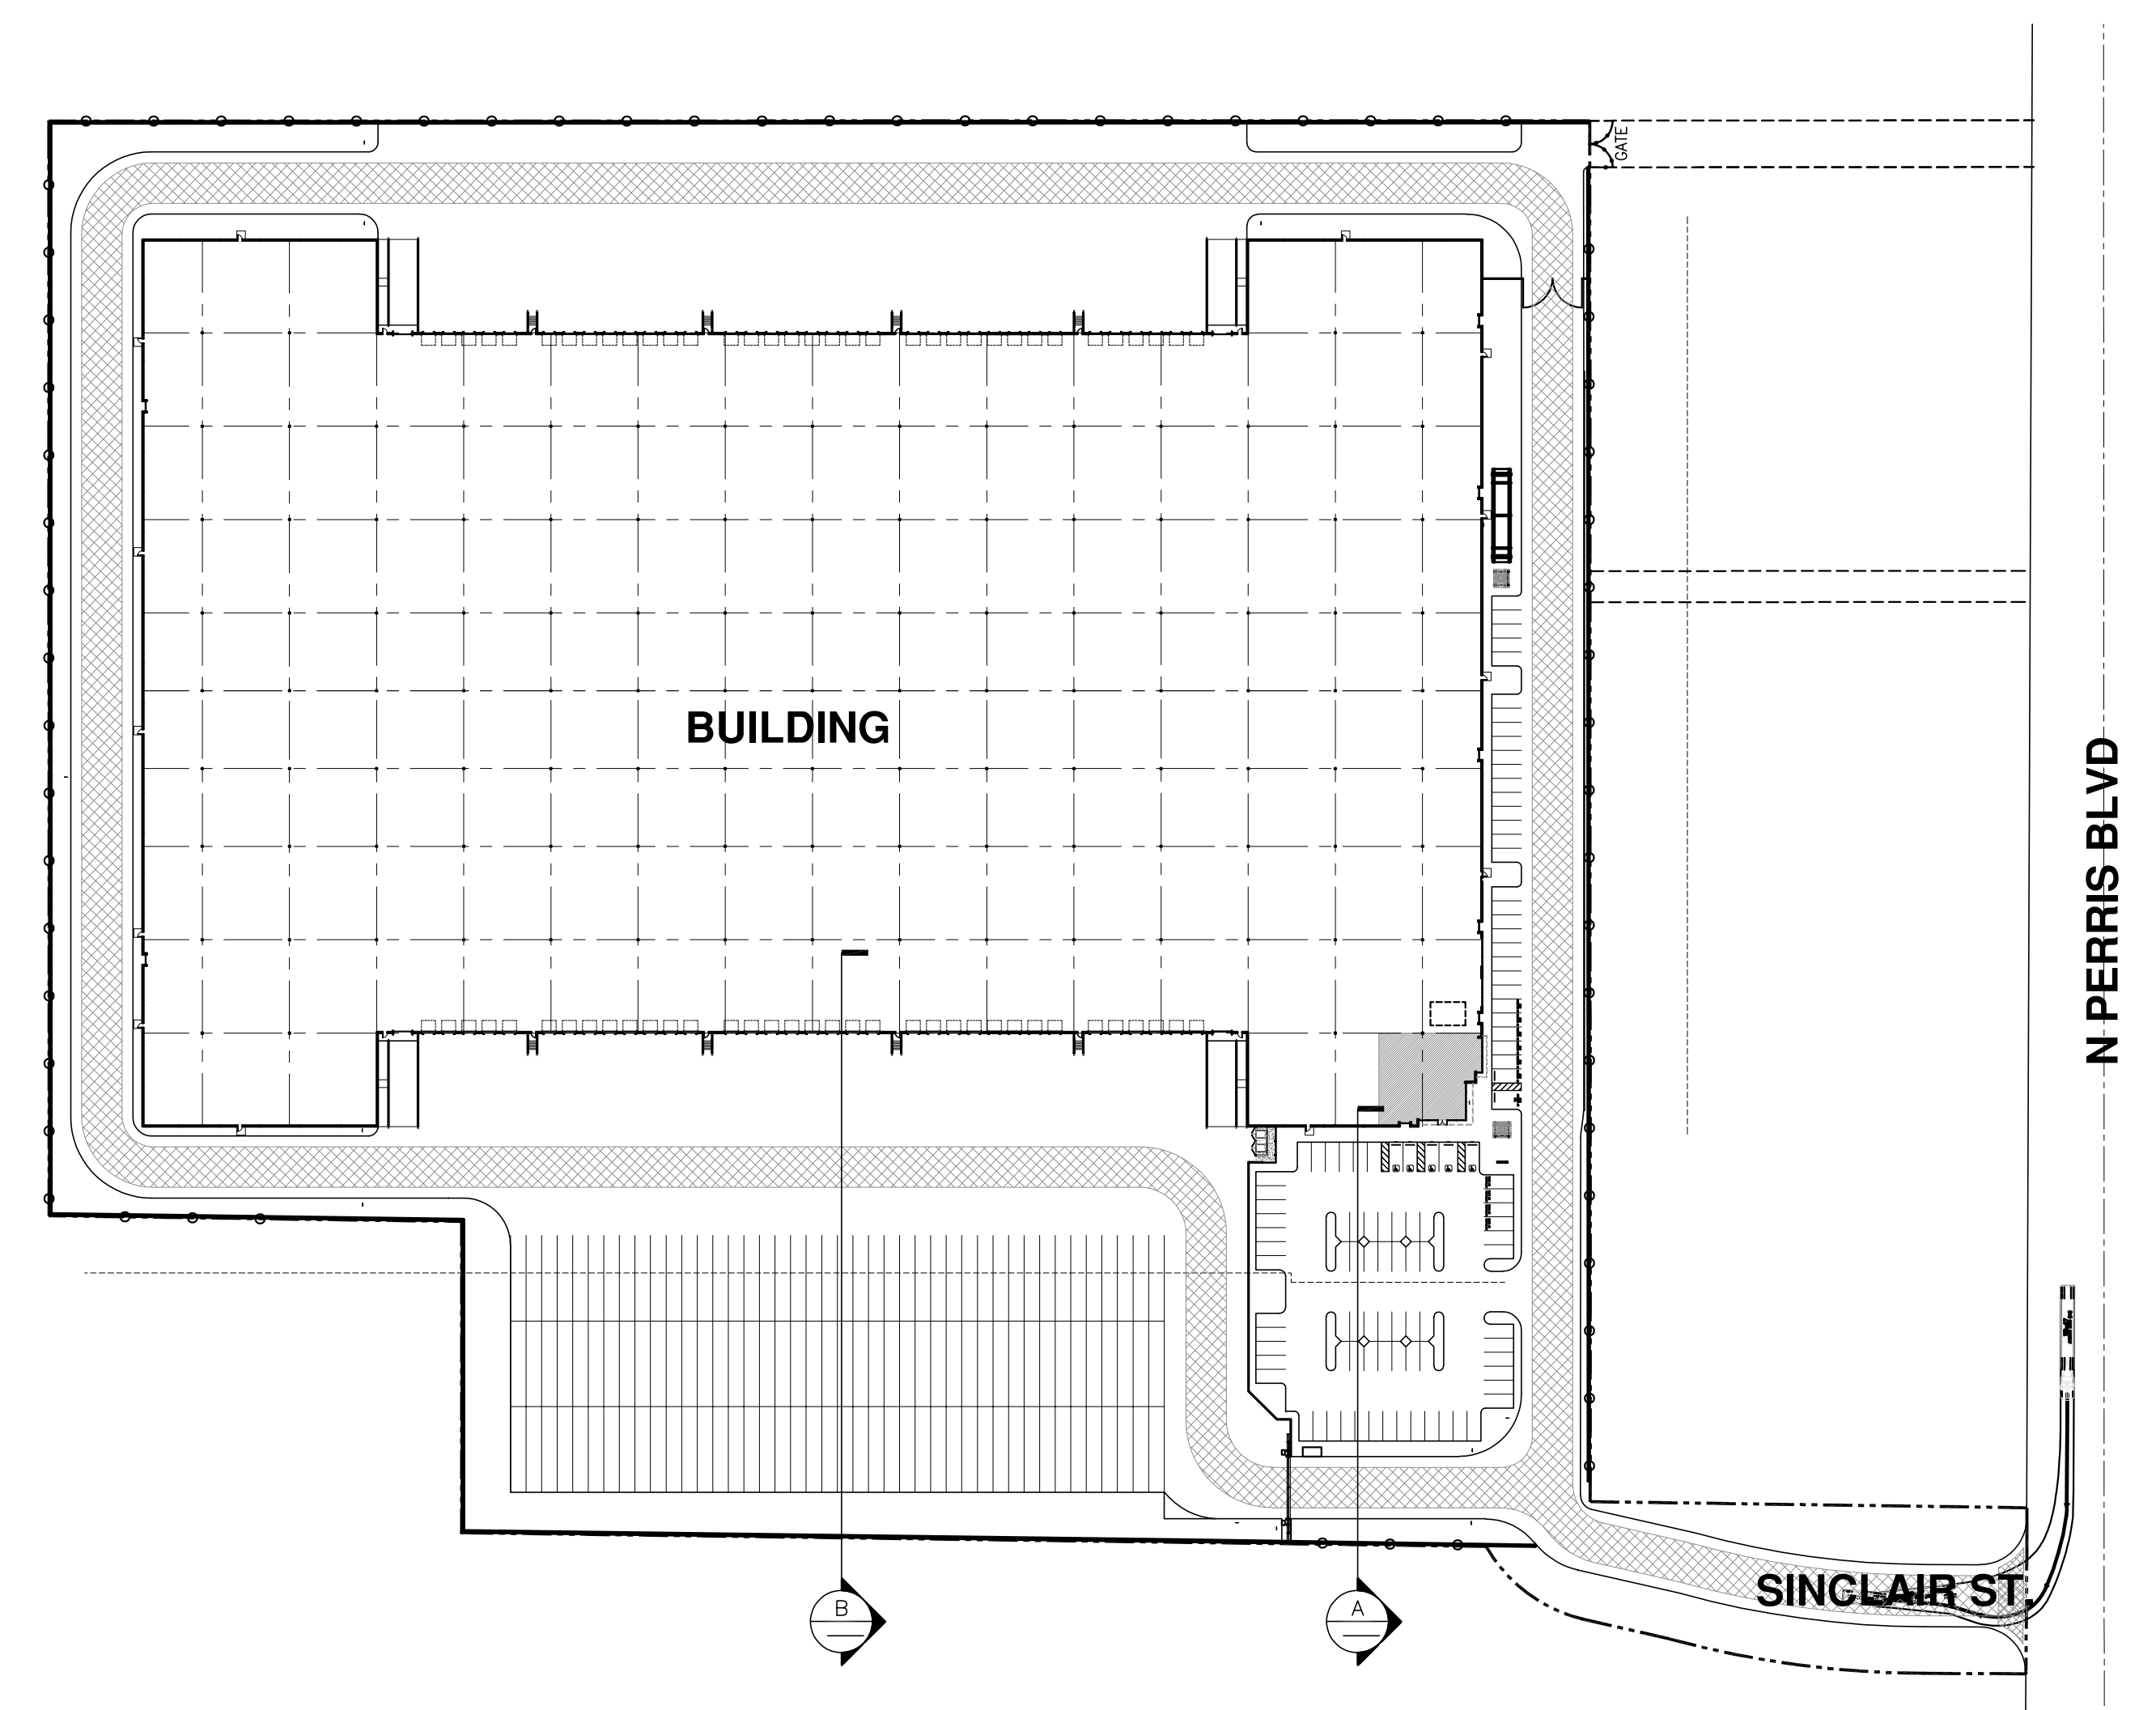 GATE
BUILDING
N PERRIS BLVD
SINCLAIR ST
B
A